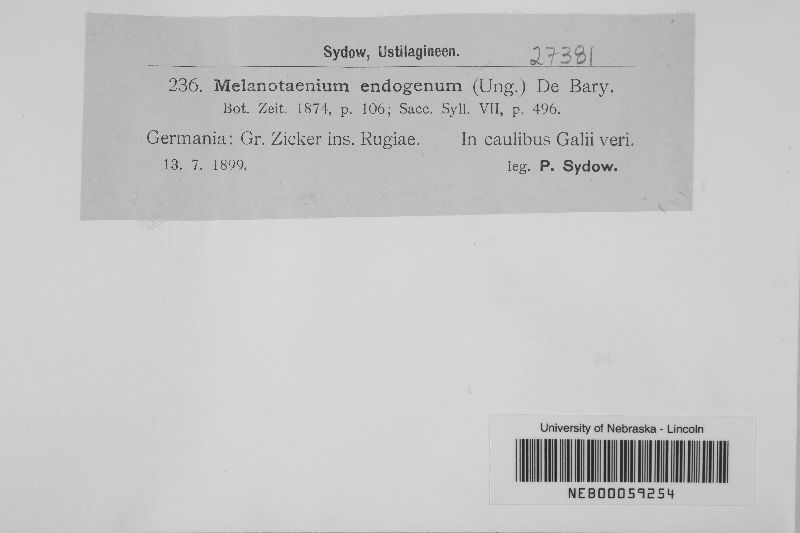 Sydow, Ustilagineen.
27381
236. Melanotaenium endogenum (Ung.) De Bary.
Bot. Zeit. 1874, p. 106; Sacc. Syll. VII, p. 496.
Germania: Gr. Zicker ins. Rugiae. In caulibus Galii veri.
13. 7. 1899. leg. P. Sydow.
University of Nebraska - Lincoln
NEB00059254